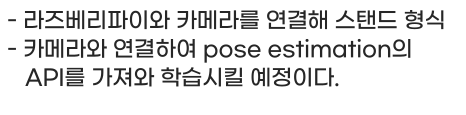 - 라즈베리파이와 카메라를 연결해 스탠드 형식
- 카메라와 연결하여 pose estimation의
API를 가져와 학습시킬 예정이다.